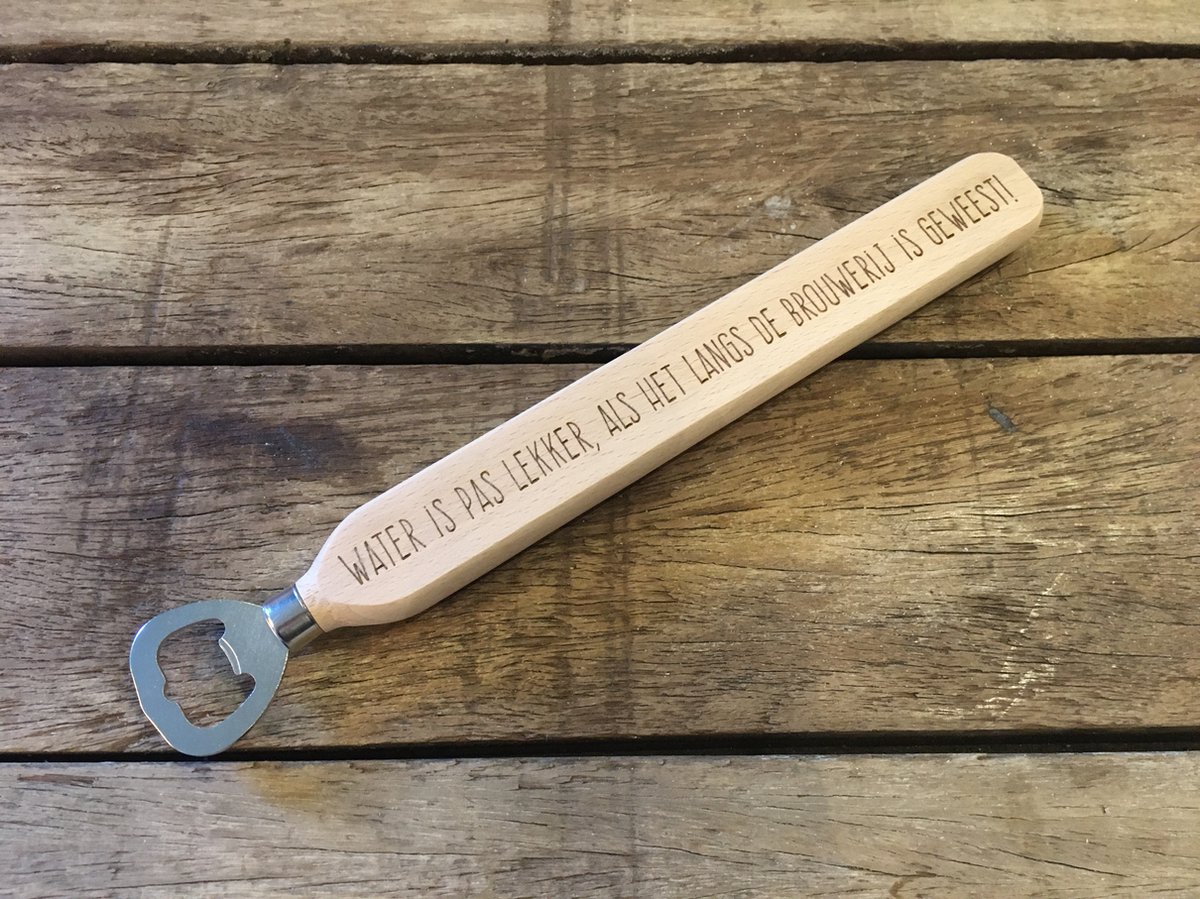 WATER iS PAS LEKKER, ALS HET LANGS DE BROUWERIJ iS GEWEEST!